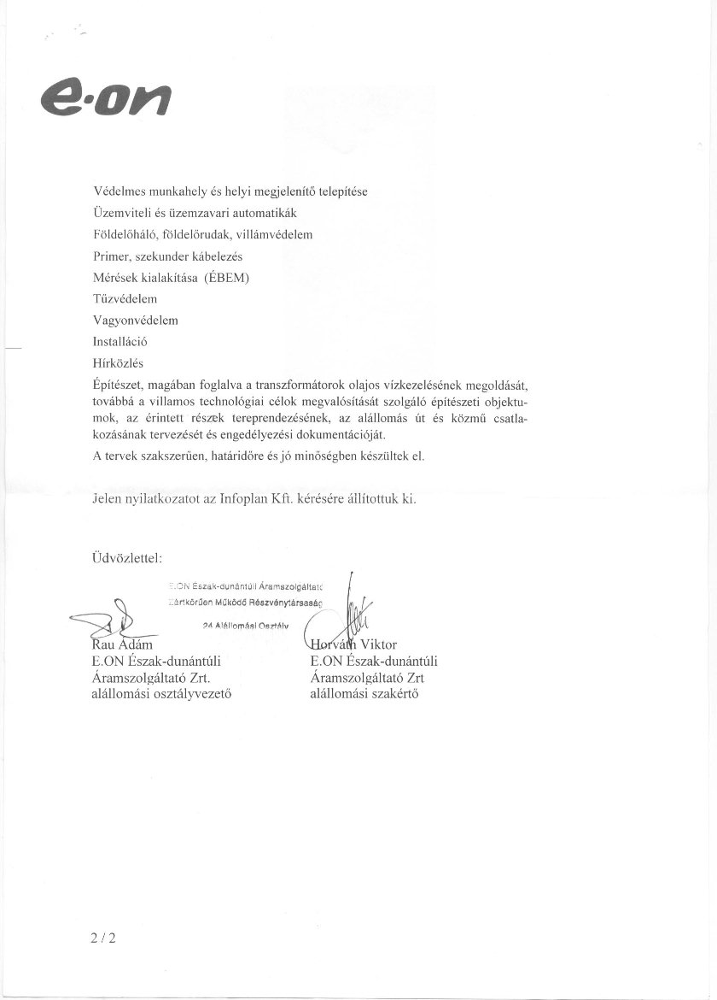 e·on
Védelmes munkahely és helyi megjelenítő telepítése
Üzemviteli és üzemzavari automatikák
Földelőháló, földelőrudak, villámvédelem
Primer, szekunder kábelezés
Mérések kialakítása (ÉBEM)
Tűzvédelem
Vagyonvédelem
Installáció
Hírközlés
Építészet, magában foglalva a transzformátorok olajos vízkezelésének megoldását,
továbbá a villamos technológiai célok megvalósítását szolgáló építészeti objektu-
mok, az érintett részek tereprendezésének, az alállomás út és közmű csatla-
kozásának tervezését és engedélyezési dokumentációját.
A tervek szakszerűen, határidőre és jó minőségben készültek el.
Jelen nyilatkozatot az Infoplan Kft. kérésére állítottuk ki.
Üdvözlettel:
E.ON Észak-dunántúli Áramszolgáltató
Zártkörűen Működő Részvénytársaság
24 Alállomási Osztály
Rau Ádám
E.ON Észak-dunántúli
Áramszolgáltató Zrt.
alállomási osztályvezető
Horváth Viktor
E.ON Észak-dunántúli
Áramszolgáltató Zrt
alállomási szakértő
2 / 2